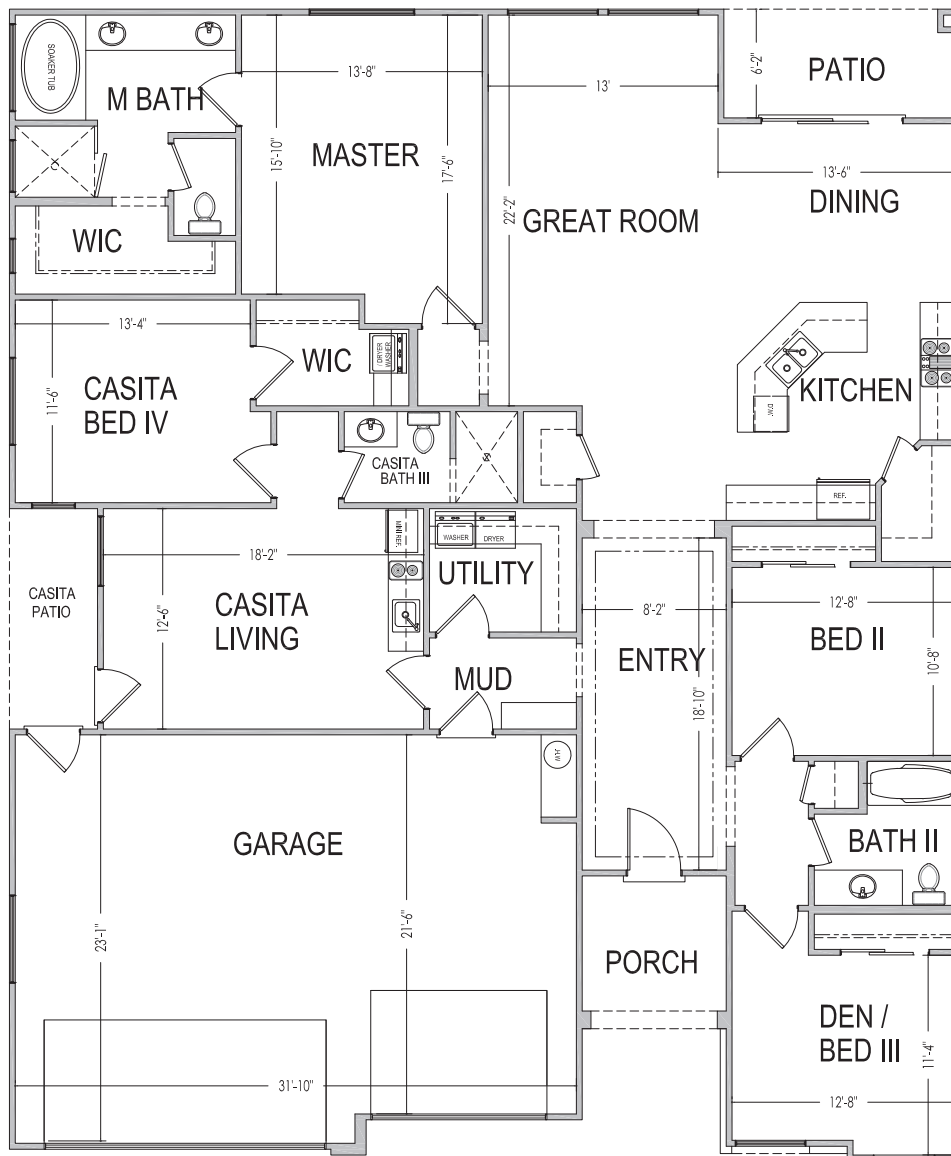 SOAKER TUB
M BATH
13'-8"
15'-10"
MASTER
17'-6"
13'
22'-2"
GREAT ROOM
6'-2"
PATIO
13'-6"
DINING
WIC
13'-4"
11'-6"
CASITA
BED IV
WIC
DRYER
WASHER
KITCHEN
D.W.
CASITA
BATH III
REF.
CASITA
PATIO
18'-2"
12'-6"
CASITA
LIVING
MINI REF.
WASHER
DRYER
UTILITY
MUD
8'-2"
ENTRY
18'-10"
12'-8"
BED II
10'-8"
GARAGE
23'-1"
21'-6"
31'-10"
BATH II
PORCH
DEN /
BED III
11'-4"
12'-8"